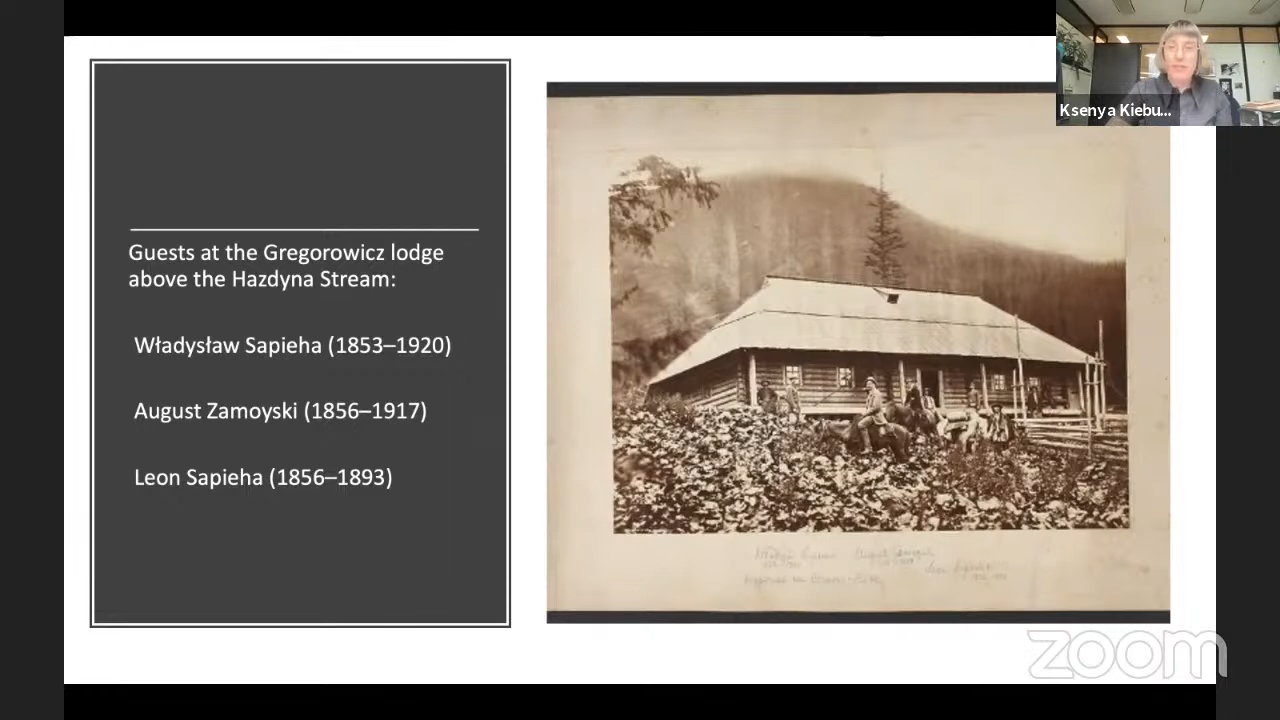 Ksenya Kiebu...
Guests at the Gregorowicz lodge
above the Hazdyna Stream:
Władysław Sapieha (1853–1920)
August Zamoyski (1856–1917)
Leon Sapieha (1856–1893)
zoom